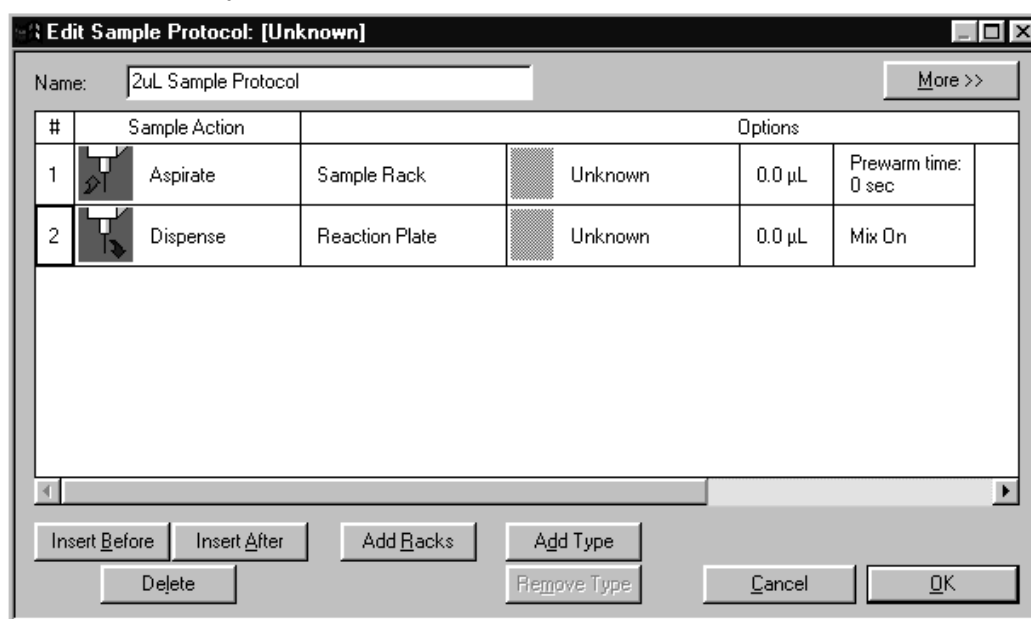 Edit Sample Protocol: [Unknown]
Name: 2uL Sample Protocol More >>
# Sample Action Options
1 Aspirate Sample Rack Unknown 0.0 µL Prewarm time: 0 sec
2 Dispense Reaction Plate Unknown 0.0 µL Mix On
Insert Before Insert After Add Racks Add Type
Delete Remove Type Cancel OK